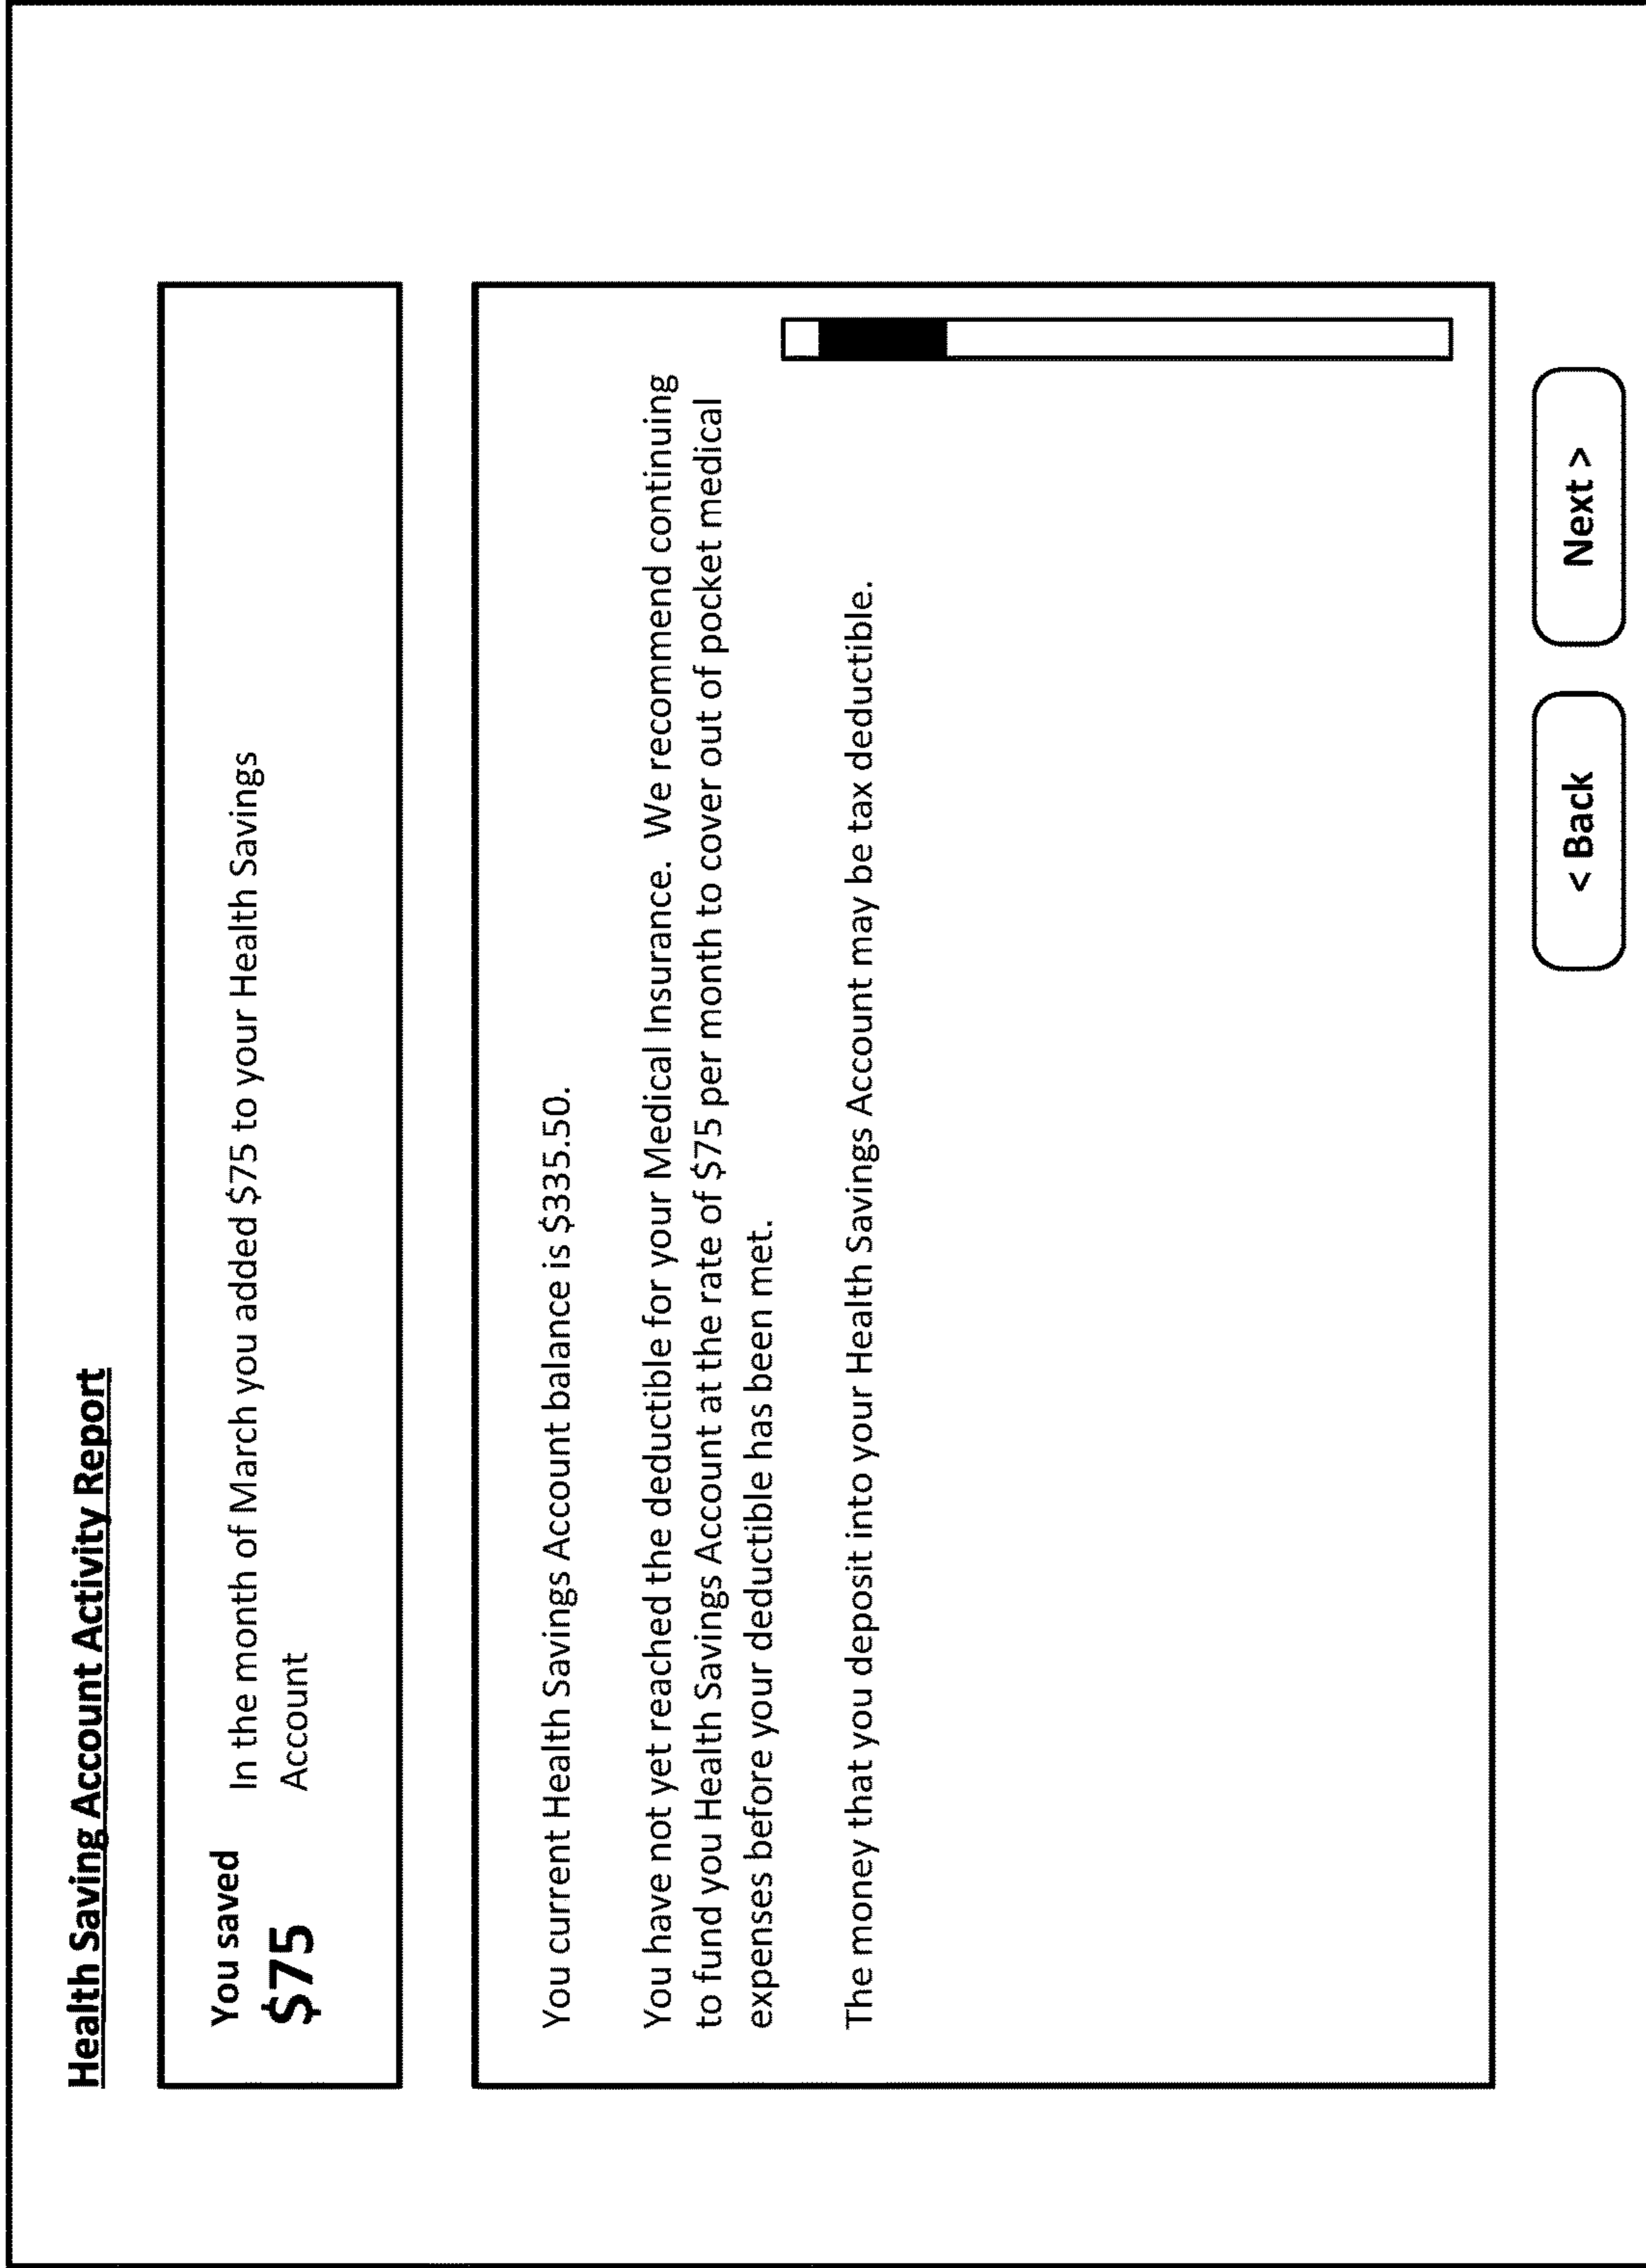 Health Saving Account Activity Report
You saved
$75
In the month of March you added $75 to your Health Savings
Account
You current Health Savings Account balance is $335.50.
You have not yet reached the deductible for your Medical Insurance. We recommend continuing
to fund you Health Savings Account at the rate of $75 per month to cover out of pocket medical
expenses before your deductible has been met.
The money that you deposit into your Health Savings Account may be tax deductible.
< Back
Next >